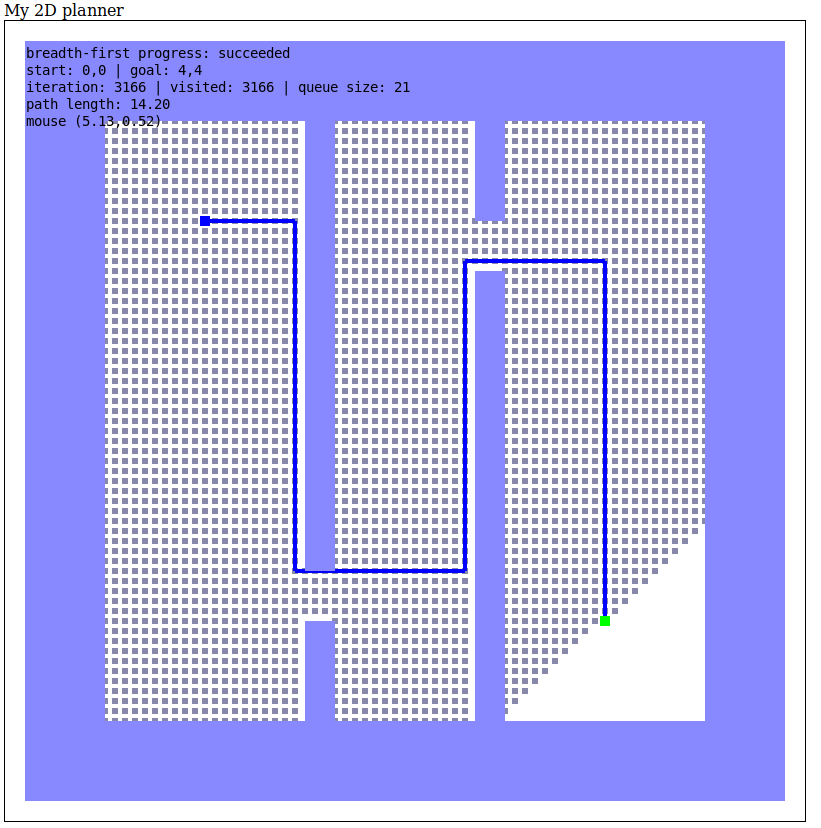 My 2D planner
breadth-first progress: succeeded
start: 0,0 | goal: 4,4
iteration: 3166 | visited: 3166 | queue size: 21
path length: 14.20
mouse (5.13,0.52)